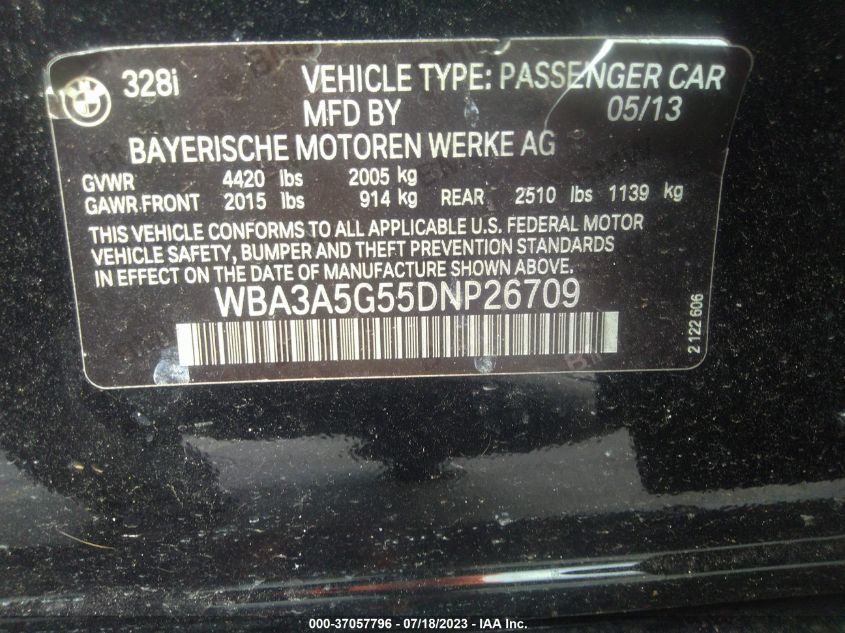 328i VEHICLE TYPE: PASSENGER CAR
MFD BY 05/13
BAYERISCHE MOTOREN WERKE AG
GVWR 4420 lbs 2005 kg
GAWR FRONT 2015 lbs 914 kg REAR 2510 lbs 1139 kg
THIS VEHICLE CONFORMS TO ALL APPLICABLE U.S. FEDERAL MOTOR
VEHICLE SAFETY, BUMPER AND THEFT PREVENTION STANDARDS
IN EFFECT ON THE DATE OF MANUFACTURE SHOWN ABOVE.
WBA3A5G55DNP26709
2 122 606
000-37057796 - 07/18/2023 - IAA Inc.